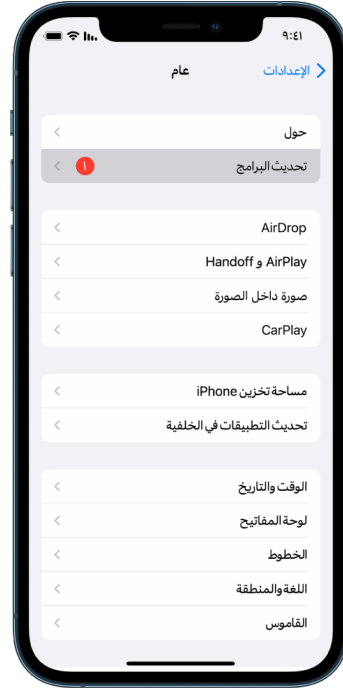 ٩:٤١
الإعدادات
عام
حول
تحديث البرامج
١
AirDrop
AirPlay و Handoff
صورة داخل الصورة
CarPlay
مساحة تخزين iPhone
تحديث التطبيقات في الخلفية
الوقت والتاريخ
لوحة المفاتيح
الخطوط
اللغة والمنطقة
القاموس